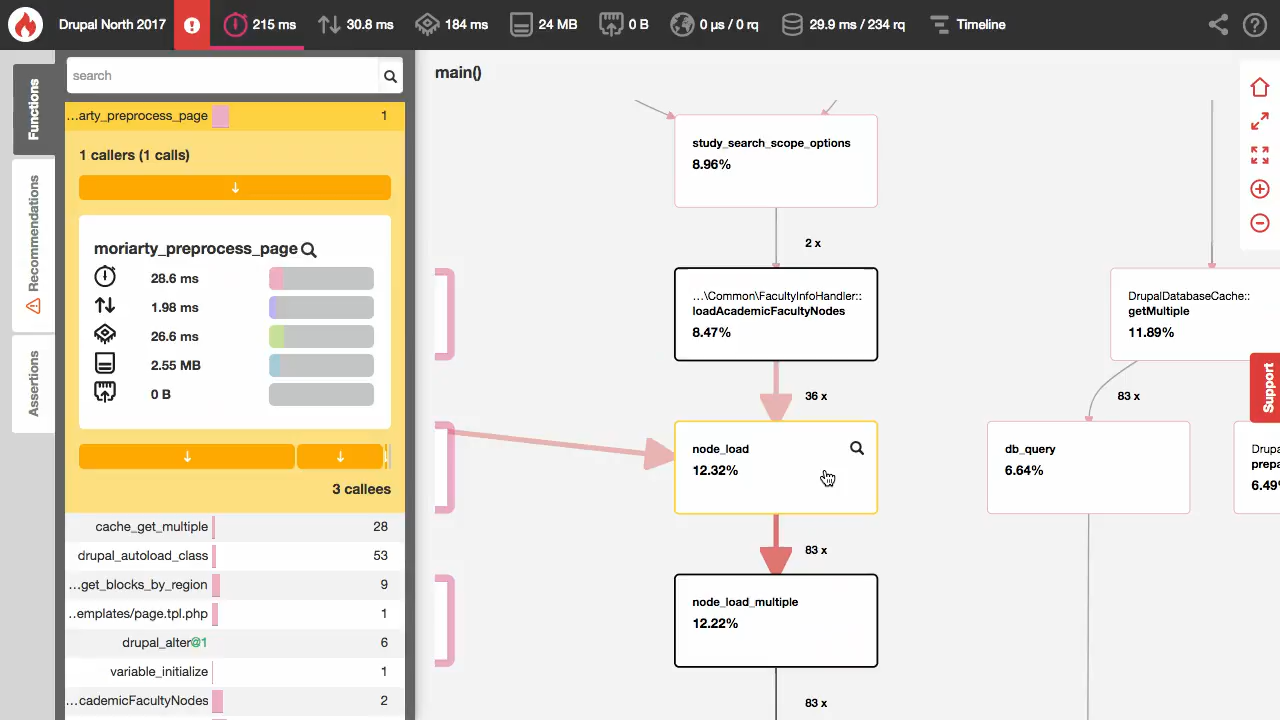 Drupal North 2017
215 ms
30.8 ms
184 ms
24 MB
0 B
0 µs / 0 rq
29.9 ms / 234 rq
Timeline
Functions
Recommendations
Assertions
search
...arty_preprocess_page 1
1 callers (1 calls)
moriarty_preprocess_page
28.6 ms
1.98 ms
26.6 ms
2.55 MB
0 B
3 callees
cache_get_multiple 28
drupal_autoload_class 53
...get_blocks_by_region 9
...emplates/page.tpl.php 1
drupal_alter@1 6
variable_initialize 1
...cademicFacultyNodes 2
main()
study_search_scope_options
8.96%
2 x
...\Common\FacultyInfoHandler::
loadAcademicFacultyNodes
8.47%
36 x
node_load
12.32%
83 x
node_load_multiple
12.22%
83 x
DrupalDatabaseCache::
getMultiple
11.89%
83 x
db_query
6.64%
Drupa
prepa
6.49%
Support